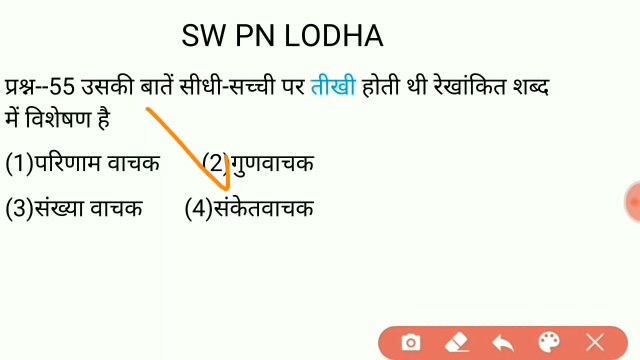 SW PN LODHA
प्रश्न--55 उसकी बातें सीधी-सच्ची पर तीखी होती थी रेखांकित शब्द
में विशेषण है
(1)परिणाम वाचक (2)गुणवाचक
(3)संख्या वाचक (4)संकेतवाचक